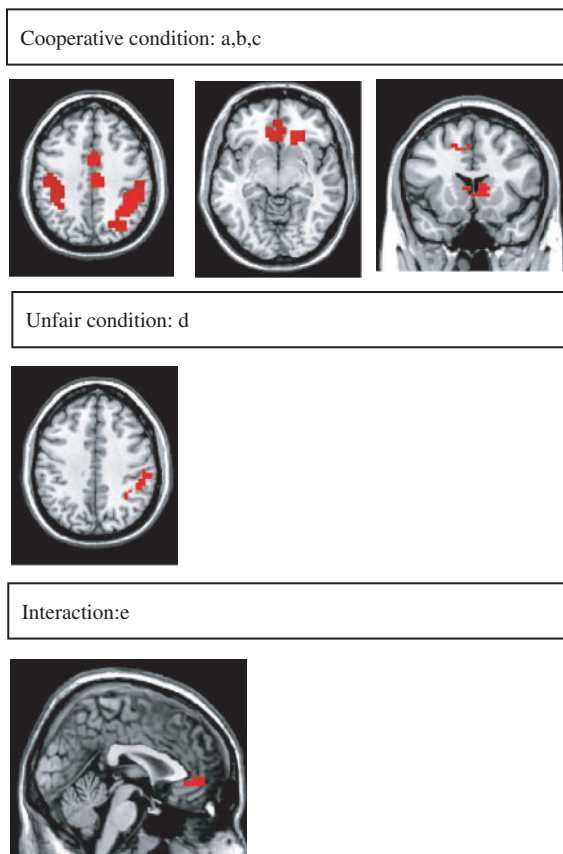 Cooperative condition: a,b,c
Unfair condition: d
Interaction:e